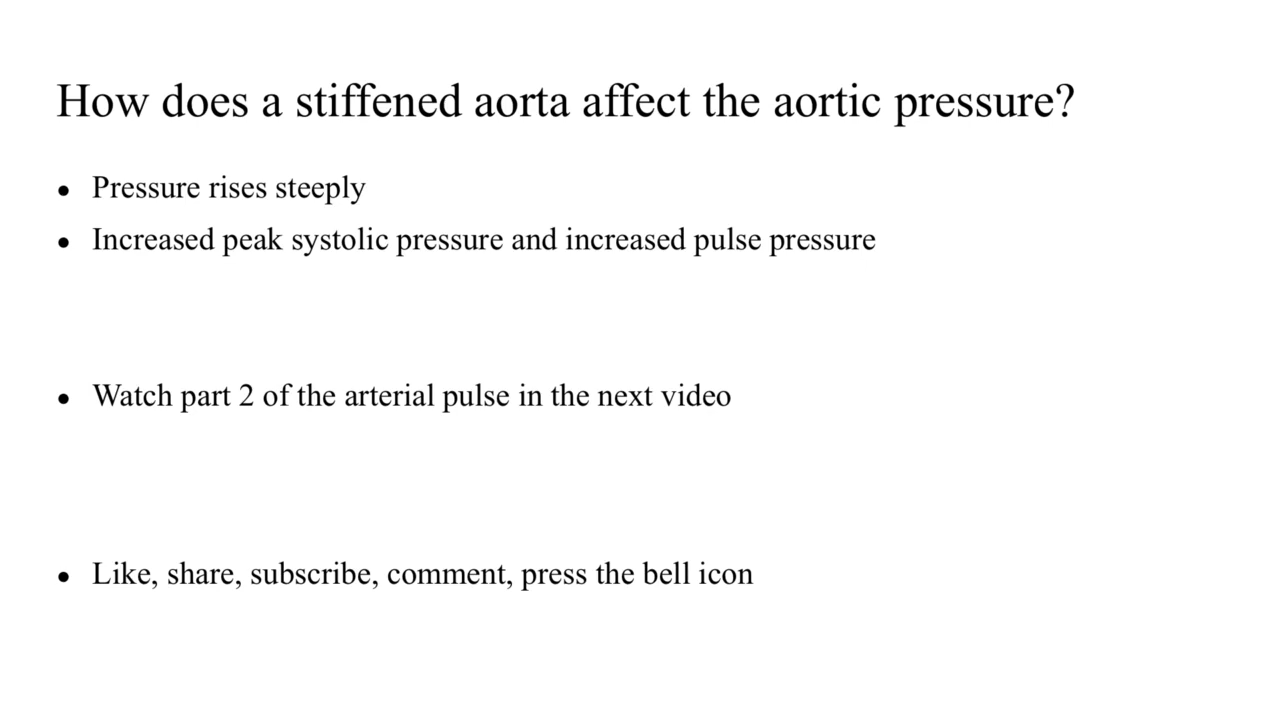 How does a stiffened aorta affect the aortic pressure?
● Pressure rises steeply
● Increased peak systolic pressure and increased pulse pressure
● Watch part 2 of the arterial pulse in the next video
● Like, share, subscribe, comment, press the bell icon